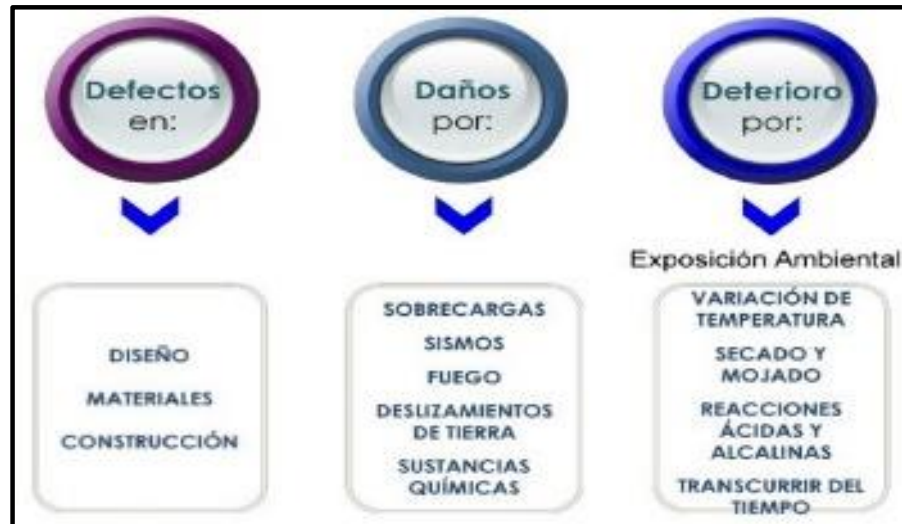 Defectos
en:
DISEÑO
MATERIALES
CONSTRUCCIÓN
Daños
por:
SOBRECARGAS
SISMOS
FUEGO
DESLIZAMIENTOS
DE TIERRA
SUSTANCIAS
QUÍMICAS
Deterioro
por:
Exposición Ambiental
VARIACIÓN DE
TEMPERATURA
SECADO Y
MOJADO
REACCIONES
ÁCIDAS Y
ALCALINAS
TRANSCURRIR DEL
TIEMPO